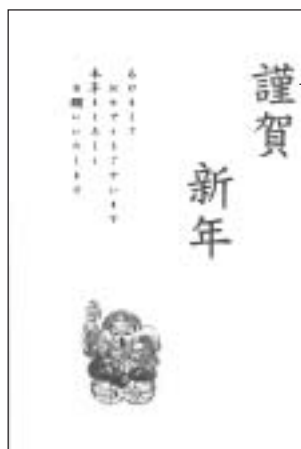 謹賀
新年
あけまして
おめでとうございます
本年もよろしく
お願いいたします